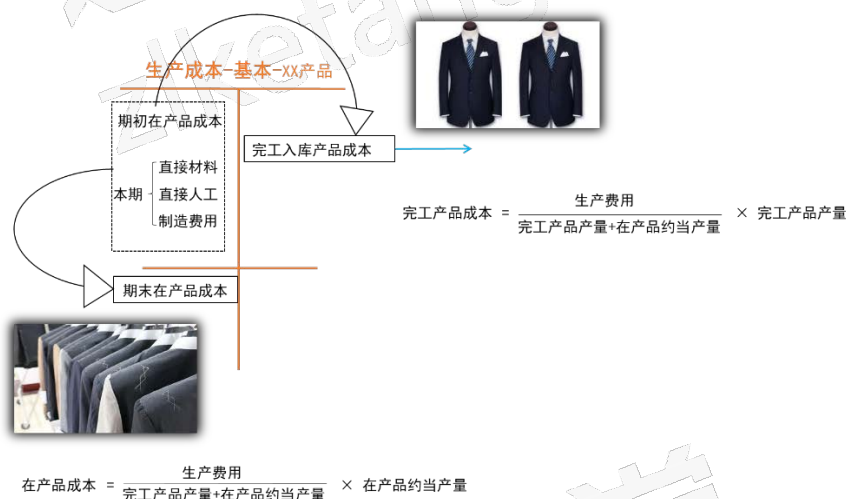 生产成本-基本-XX产品
期初在产品成本
本期
直接材料
直接人工
制造费用
完工入库产品成本
完工产品成本 = 生产费用 / 完工产品产量+在产品约当产量 × 完工产品产量
期末在产品成本
在产品成本 = 生产费用 / 完工产品产量+在产品约当产量 × 在产品约当产量